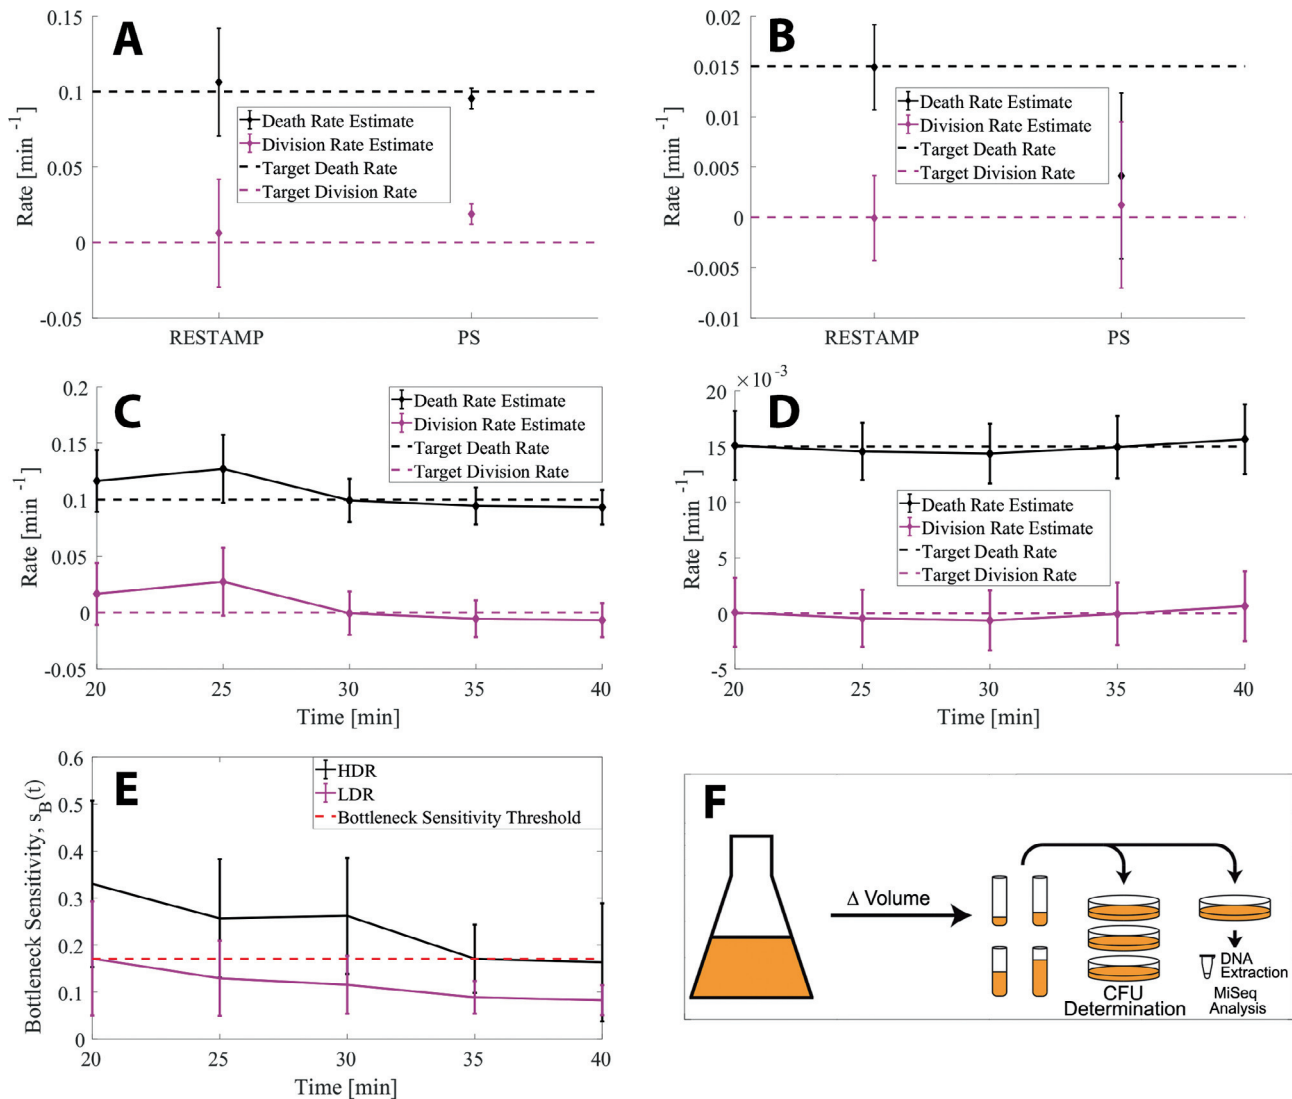 A
Rate [min⁻¹]
0.15
0.1
0.05
0
-0.05
Death Rate Estimate
Division Rate Estimate
Target Death Rate
Target Division Rate
RESTAMP
PS
B
Rate [min⁻¹]
0.02
0.015
0.01
0.005
0
-0.005
-0.01
Death Rate Estimate
Division Rate Estimate
Target Death Rate
Target Division Rate
RESTAMP
PS
C
Rate [min⁻¹]
0.2
0.15
0.1
0.05
0
-0.05
Death Rate Estimate
Division Rate Estimate
Target Death Rate
Target Division Rate
20 25 30 35 40
Time [min]
D
× 10⁻³
Rate [min⁻¹]
20
15
10
5
0
-5
Death Rate Estimate
Division Rate Estimate
Target Death Rate
Target Division Rate
20 25 30 35 40
Time [min]
E
Bottleneck Sensitivity, s_B(t)
0.6
0.5
0.4
0.3
0.2
0.1
0
HDR
LDR
Bottleneck Sensitivity Threshold
20 25 30 35 40
Time [min]
F
Δ Volume
CFU
Determination
DNA
Extraction
MiSeq
Analysis